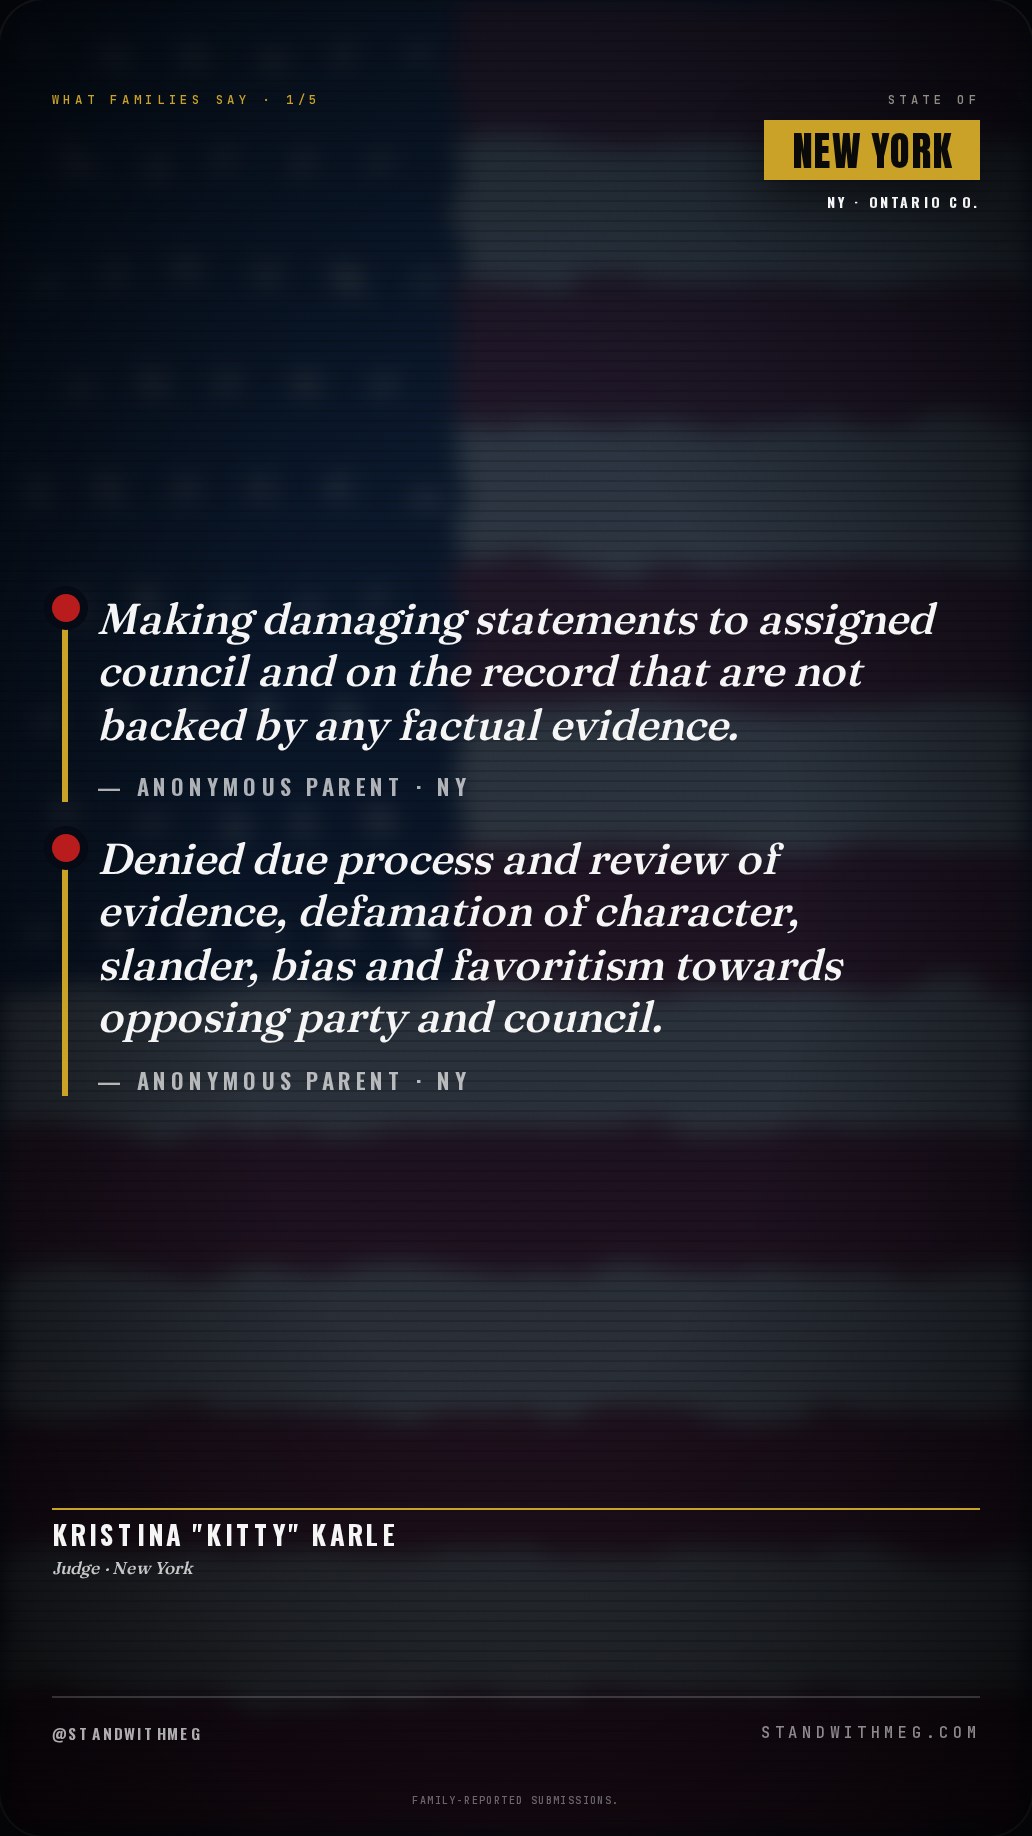 WHAT FAMILIES SAY · 1/5
STATE OF
NEW YORK
NY · ONTARIO CO.
Making damaging statements to assigned
council and on the record that are not
backed by any factual evidence.
— ANONYMOUS PARENT · NY
Denied due process and review of
evidence, defamation of character,
slander, bias and favoritism towards
opposing party and council.
— ANONYMOUS PARENT · NY
KRISTINA "KITTY" KARLE
Judge · New York
@STANDWITHMEG
STANDWITHMEG.COM
FAMILY-REPORTED SUBMISSIONS.